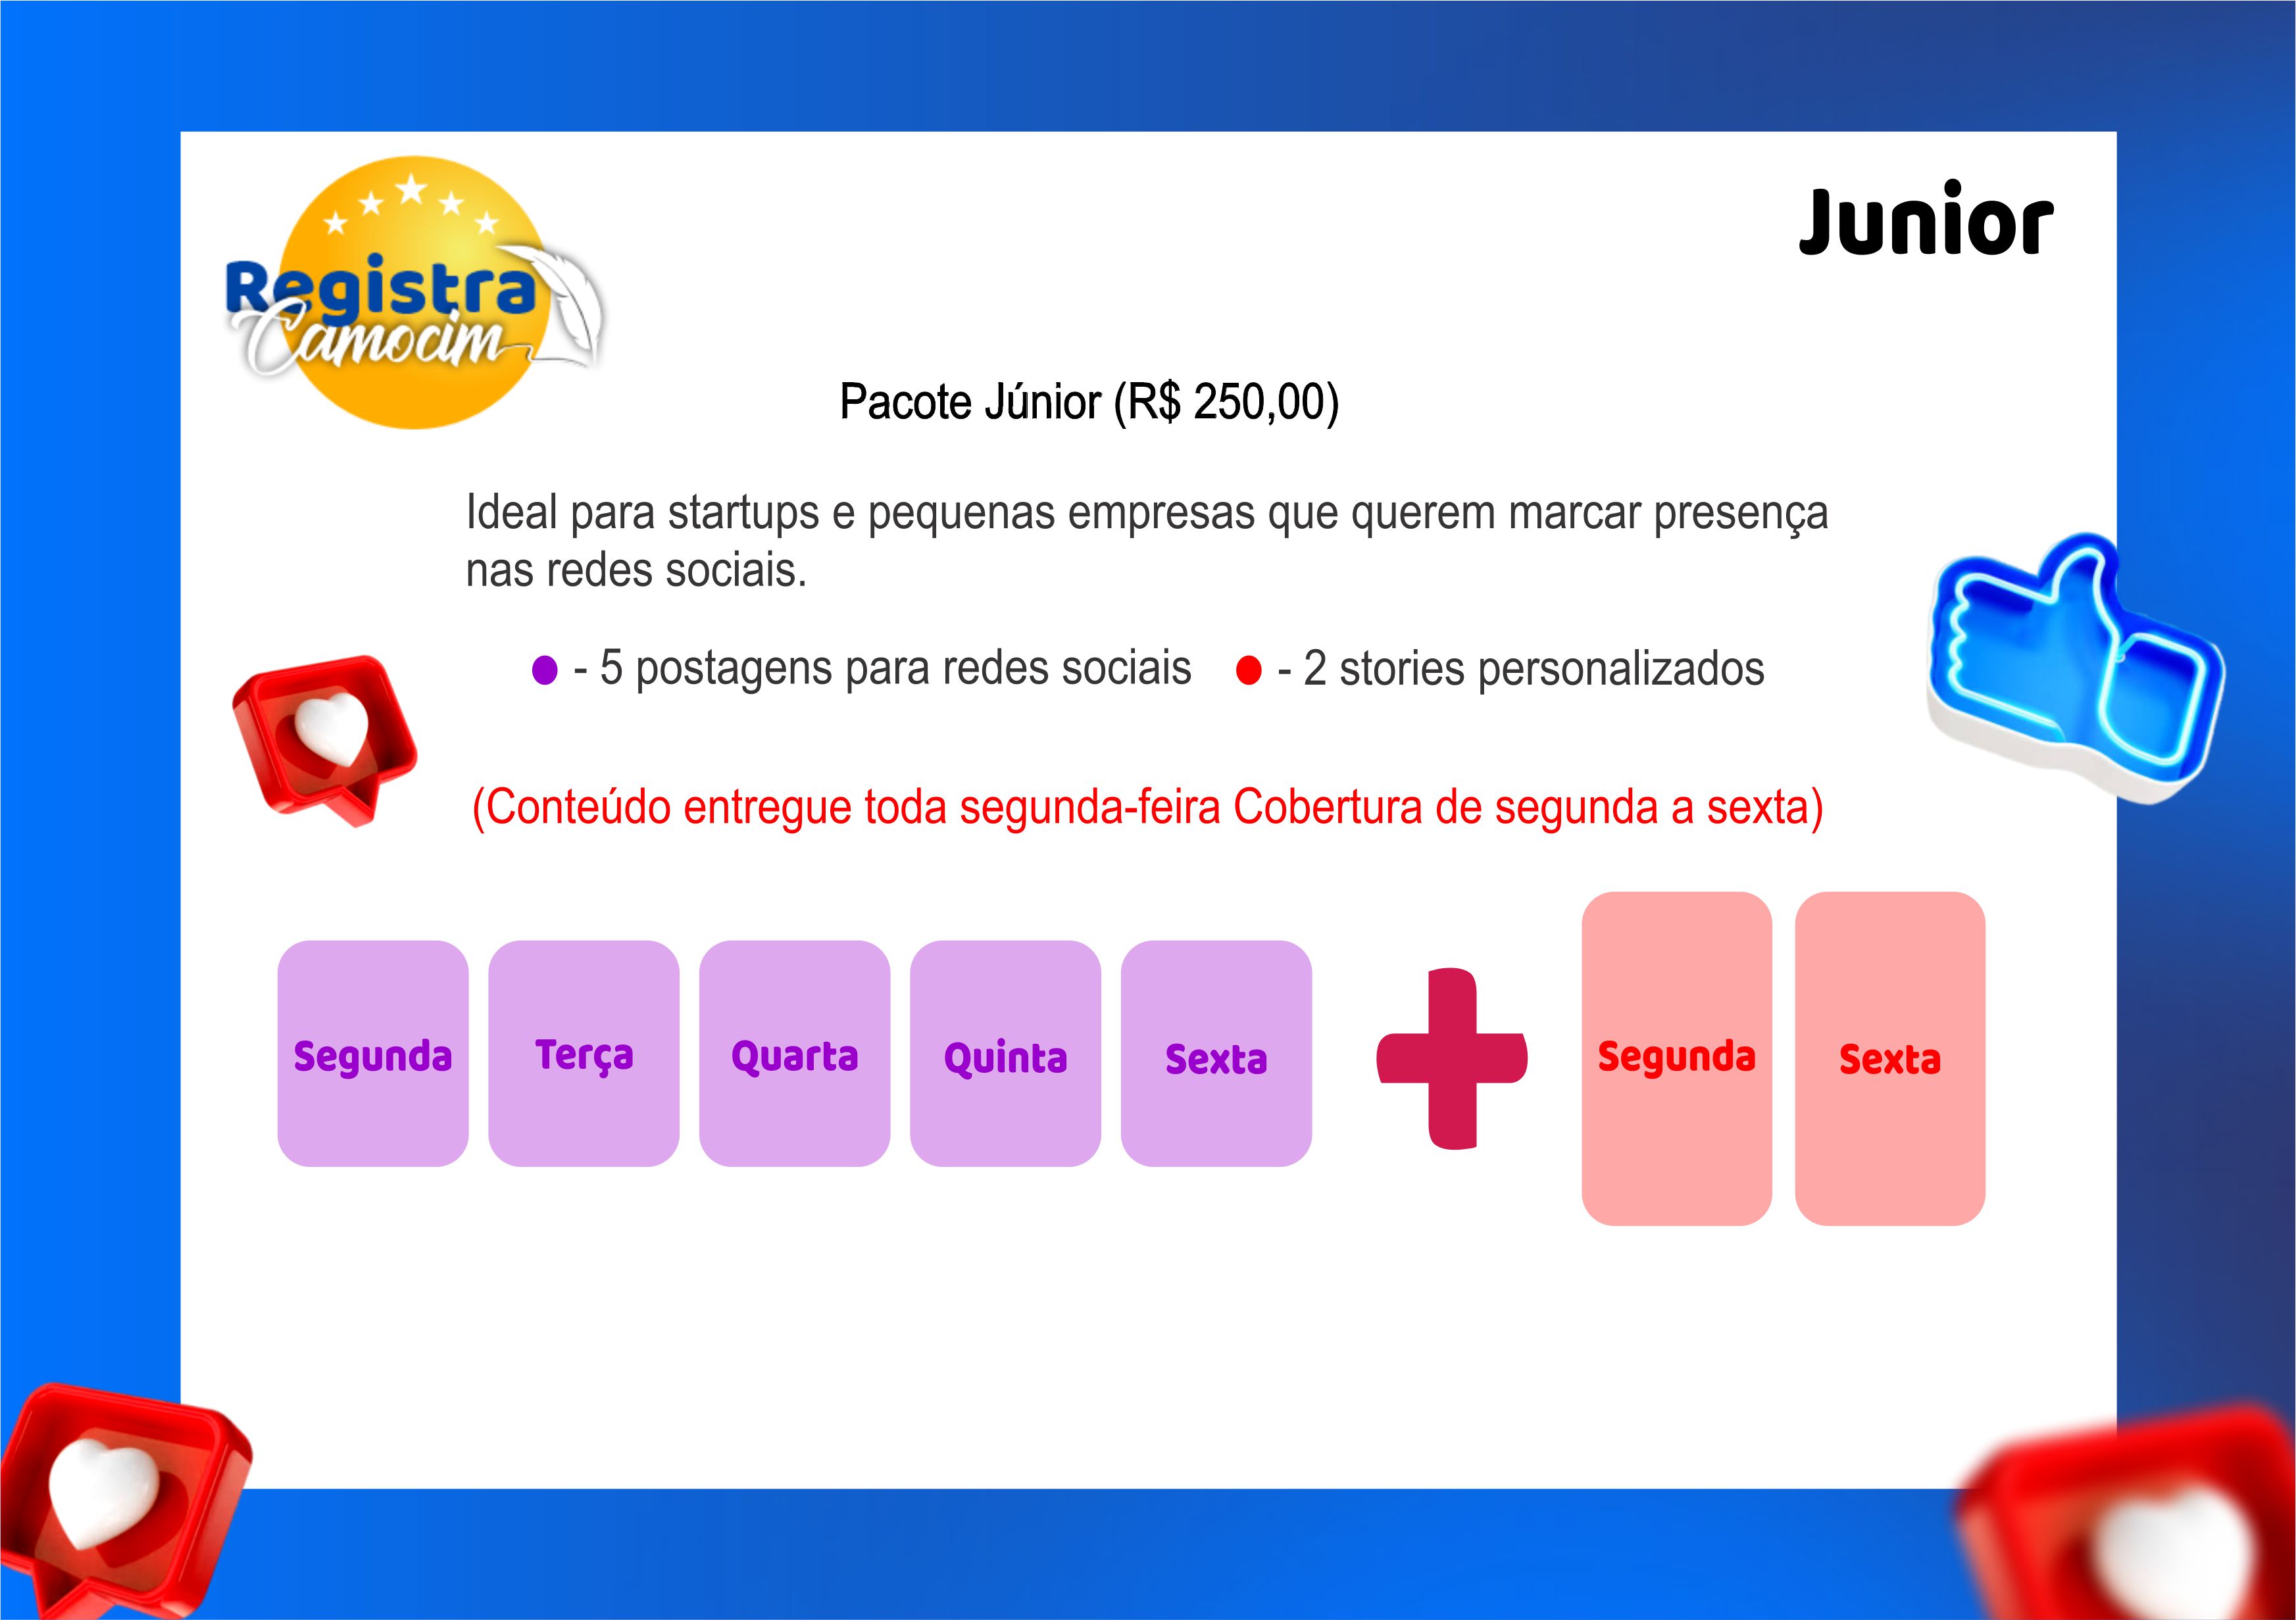 Junior
Registra
Camocim
Pacote Júnior (R$ 250,00)
Ideal para startups e pequenas empresas que querem marcar presença
nas redes sociais.
- 5 postagens para redes sociais
- 2 stories personalizados
(Conteúdo entregue toda segunda-feira Cobertura de segunda a sexta)
Segunda
Terça
Quarta
Quinta
Sexta
Segunda
Sexta